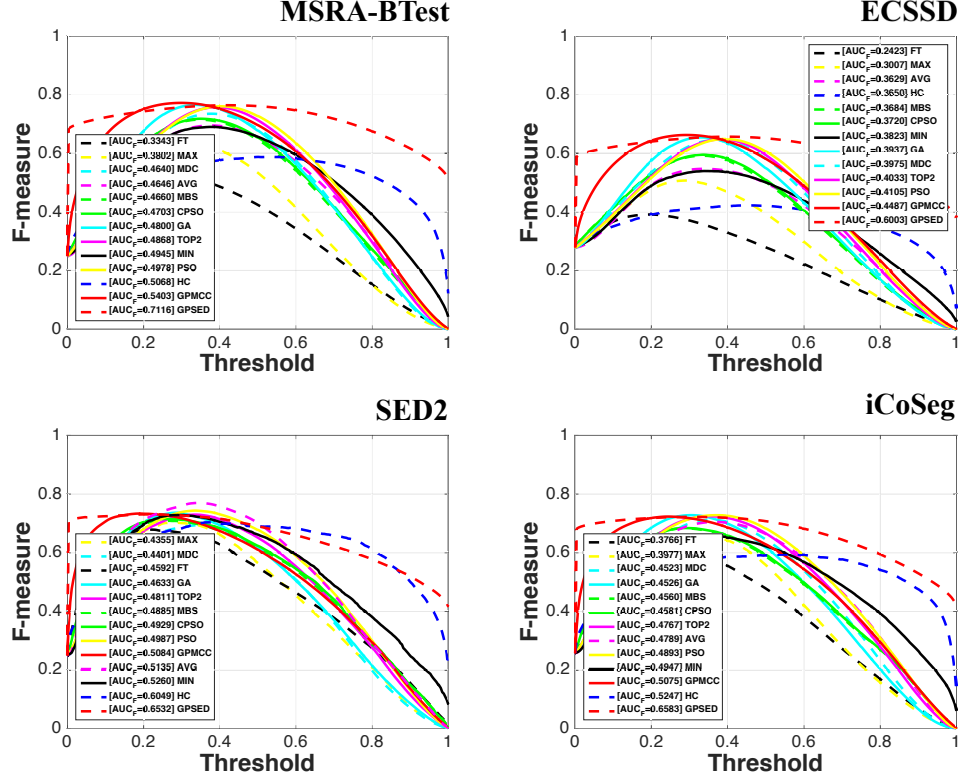 MSRA-BTest
F-measure
1
0.8
0.6
0.4
0.2
0
[AUC_F=0.3343] FT
[AUC_F=0.3802] MAX
[AUC_F=0.4640] MDC
[AUC_F=0.4646] AVG
[AUC_F=0.4660] MBS
[AUC_F=0.4703] CPSO
[AUC_F=0.4800] GA
[AUC_F=0.4868] TOP2
[AUC_F=0.4945] MIN
[AUC_F=0.4978] PSO
[AUC_F=0.5068] HC
[AUC_F=0.5403] GPMCC
[AUC_F=0.7116] GPSED
0 0.2 0.4 0.6 0.8 1
Threshold
ECSSD
F-measure
1
0.8
0.6
0.4
0.2
0
[AUC_F=0.2423] FT
[AUC_F=0.3007] MAX
[AUC_F=0.3629] AVG
[AUC_F=0.3650] HC
[AUC_F=0.3684] MBS
[AUC_F=0.3720] CPSO
[AUC_F=0.3823] MIN
[AUC_F=0.3937] GA
[AUC_F=0.3975] MDC
[AUC_F=0.4033] TOP2
[AUC_F=0.4105] PSO
[AUC_F=0.4487] GPMCC
[AUC_F=0.6003] GPSED
0 0.2 0.4 0.6 0.8 1
Threshold
SED2
F-measure
1
0.8
0.6
0.4
0.2
0
[AUC_F=0.4355] MAX
[AUC_F=0.4401] MDC
[AUC_F=0.4592] FT
[AUC_F=0.4633] GA
[AUC_F=0.4811] TOP2
[AUC_F=0.4885] MBS
[AUC_F=0.4929] CPSO
[AUC_F=0.4987] PSO
[AUC_F=0.5084] GPMCC
[AUC_F=0.5135] AVG
[AUC_F=0.5260] MIN
[AUC_F=0.6049] HC
[AUC_F=0.6532] GPSED
0 0.2 0.4 0.6 0.8 1
Threshold
iCoSeg
F-measure
1
0.8
0.6
0.4
0.2
0
[AUC_F=0.3766] FT
[AUC_F=0.3977] MAX
[AUC_F=0.4523] MDC
[AUC_F=0.4526] GA
[AUC_F=0.4560] MBS
[AUC_F=0.4581] CPSO
[AUC_F=0.4767] TOP2
[AUC_F=0.4789] AVG
[AUC_F=0.4893] PSO
[AUC_F=0.4947] MIN
[AUC_F=0.5075] GPMCC
[AUC_F=0.5247] HC
[AUC_F=0.6583] GPSED
0 0.2 0.4 0.6 0.8 1
Threshold